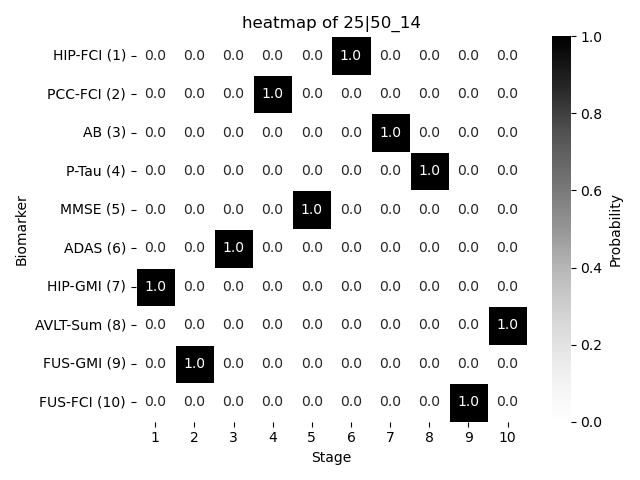 heatmap of 25|50_14
HIP-FCI (1) 0.0 0.0 0.0 0.0 0.0 1.0 0.0 0.0 0.0 0.0
PCC-FCI (2) 0.0 0.0 0.0 1.0 0.0 0.0 0.0 0.0 0.0 0.0
AB (3) 0.0 0.0 0.0 0.0 0.0 0.0 1.0 0.0 0.0 0.0
P-Tau (4) 0.0 0.0 0.0 0.0 0.0 0.0 0.0 1.0 0.0 0.0
MMSE (5) 0.0 0.0 0.0 0.0 1.0 0.0 0.0 0.0 0.0 0.0
ADAS (6) 0.0 0.0 1.0 0.0 0.0 0.0 0.0 0.0 0.0 0.0
HIP-GMI (7) 1.0 0.0 0.0 0.0 0.0 0.0 0.0 0.0 0.0 0.0
AVLT-Sum (8) 0.0 0.0 0.0 0.0 0.0 0.0 0.0 0.0 0.0 1.0
FUS-GMI (9) 0.0 1.0 0.0 0.0 0.0 0.0 0.0 0.0 0.0 0.0
FUS-FCI (10) 0.0 0.0 0.0 0.0 0.0 0.0 0.0 0.0 1.0 0.0
1 2 3 4 5 6 7 8 9 10
Stage
Biomarker
1.0
0.8
0.6
0.4
0.2
0.0
Probability